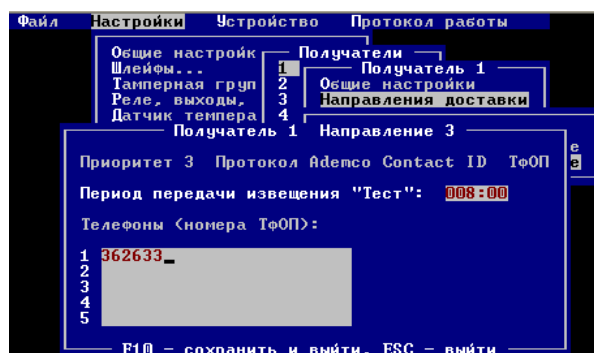 Файл Настройки Устройство Протокол работы
Общие настройк
Шлейфы...
Тамперная груп
Реле, выходы,
Датчик темпера
Получатели
1
2
3
4
Получатель 1
Общие настройки
Направления доставки
е
е
Получатель 1 Направление 3
Приоритет 3 Протокол Ademco Contact ID ТфОП
Период передачи извещения "Тест": 008:00
Телефоны (номера ТфОП):
1 362633_
2
3
4
5
F10 - сохранить и выйти, ESC - выйти